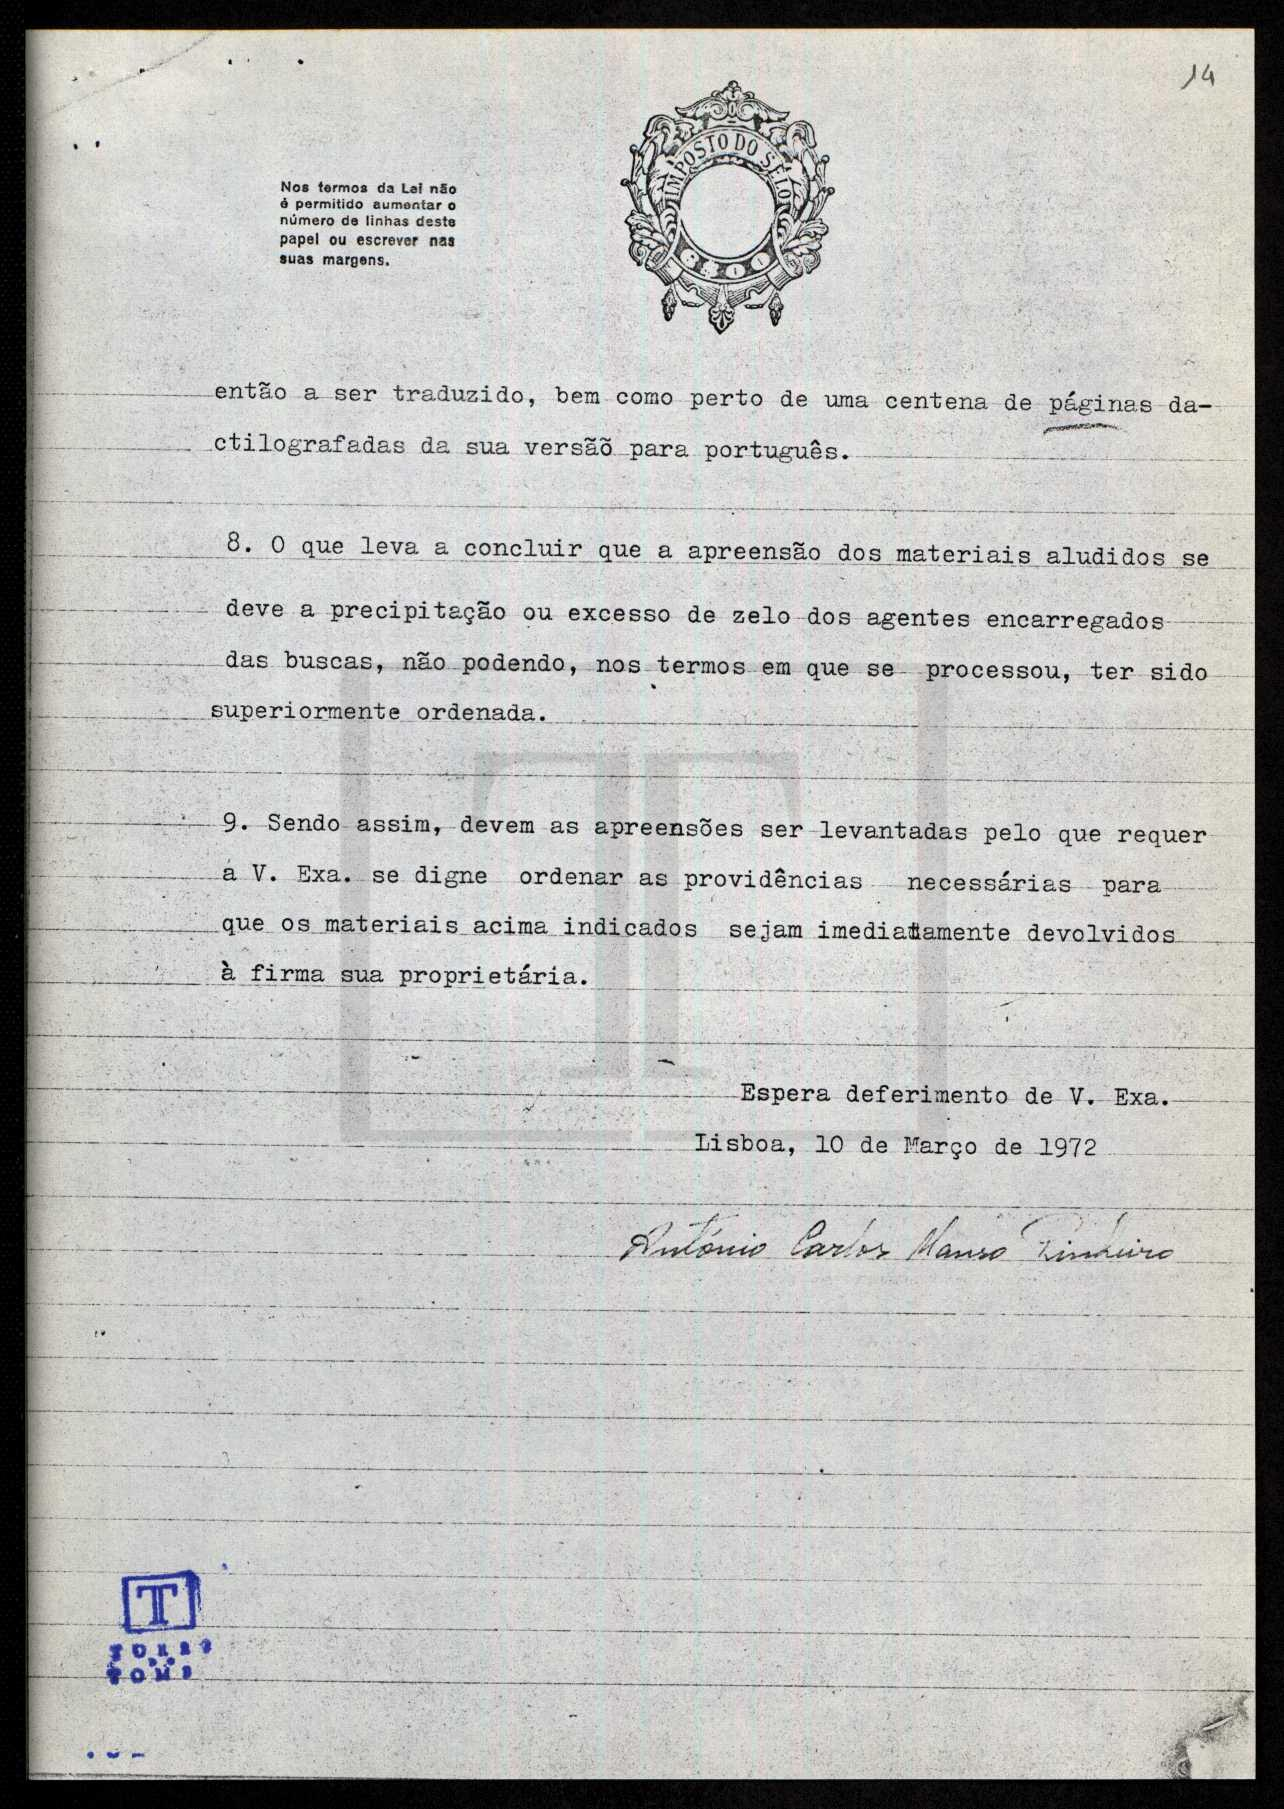 14
IMPOSTO DO SÊLO
Nos termos da Lei não
é permitido aumentar o
número de linhas deste
papel ou escrever nas
suas margens.
então a ser traduzido, bem como perto de uma centena de páginas da-
ctilografadas da sua versãõ para português.
8. O que leva a concluir que a apreensão dos materiais aludidos se
deve a precipitação ou excesso de zelo dos agentes encarregados
das buscas, não podendo, nos termos em que se processou, ter sido
superiormente ordenada.
9. Sendo assim, devem as apreensões ser levantadas pelo que requer
a V. Exa. se digne ordenar as providências necessárias para
que os materiais acima indicados sejam imediatamente devolvidos
à firma sua proprietária.
Espera deferimento de V. Exa.
Lisboa, 10 de Março de 1972
António Carlos Manso Pinheiro
T
TORRE
DO
TOMB